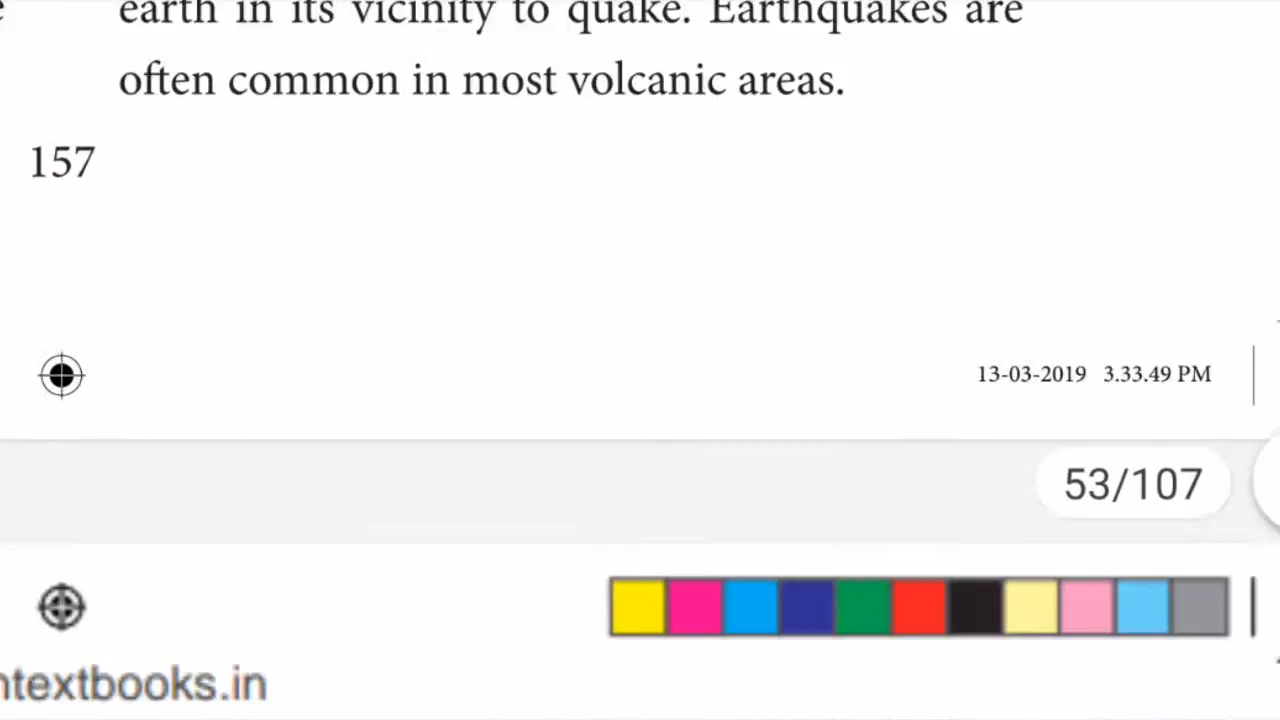 earth in its vicinity to quake. Earthquakes are
often common in most volcanic areas.
157
13-03-2019 3.33.49 PM
53/107
ntextbooks.in